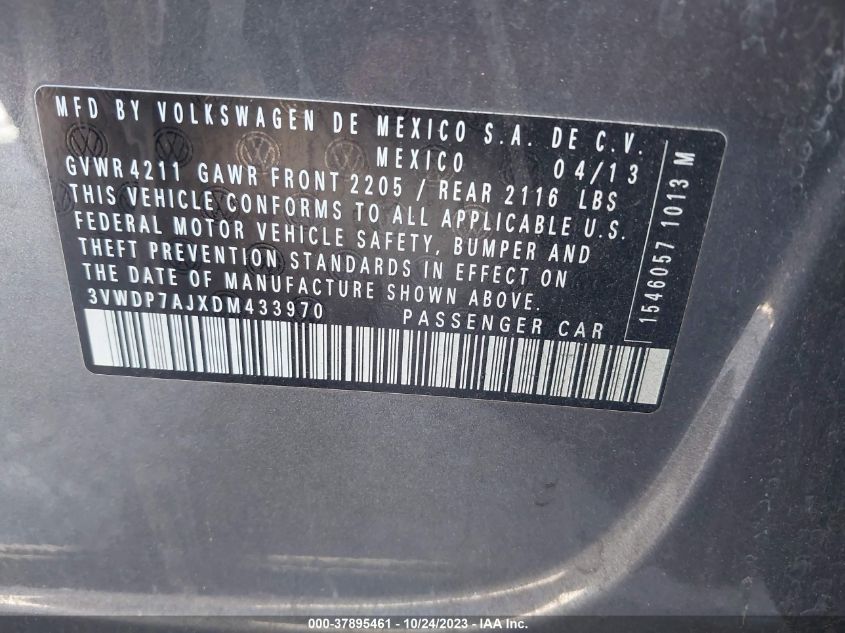 MFD BY VOLKSWAGEN DE MEXICO S.A. DE C.V.
MEXICO 04/13
GVWR 4211 GAWR FRONT 2205 / REAR 2116 LBS
THIS VEHICLE CONFORMS TO ALL APPLICABLE U.S.
FEDERAL MOTOR VEHICLE SAFETY, BUMPER AND
THEFT PREVENTION STANDARDS IN EFFECT ON
THE DATE OF MANUFACTURE SHOWN ABOVE.
3VWDP7AJXDM433970 PASSENGER CAR
1546057 1013 M
000-37895461 - 10/24/2023 - IAA Inc.